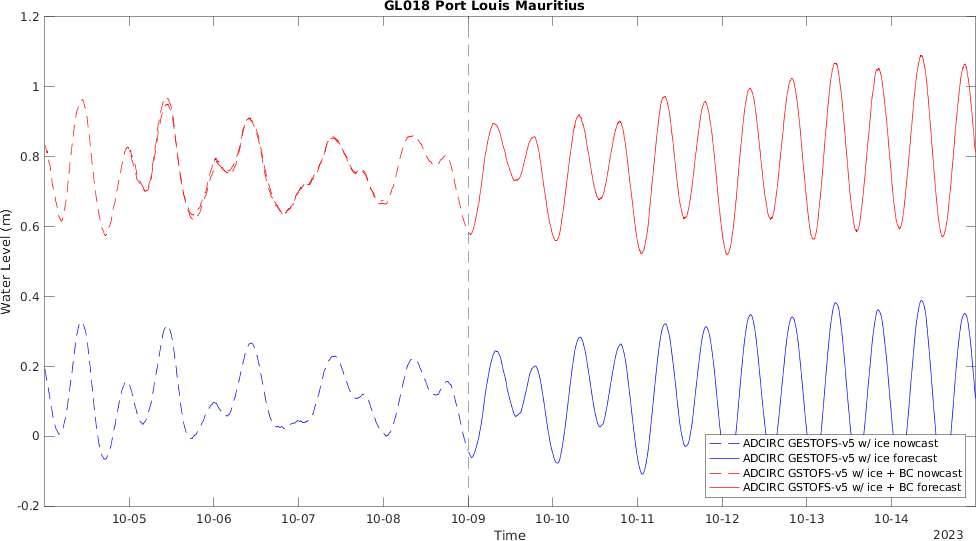 GL018 Port Louis Mauritius
1.2
1
0.8
0.6
0.4
0.2
0
-0.2
Water Level (m)
ADCIRC GESTOFS-v5 w/ ice nowcast
ADCIRC GESTOFS-v5 w/ ice forecast
ADCIRC GSTOFS-v5 w/ ice + BC nowcast
ADCIRC GSTOFS-v5 w/ ice + BC forecast
10-05 10-06 10-07 10-08 10-09 10-10 10-11 10-12 10-13 10-14
Time
2023